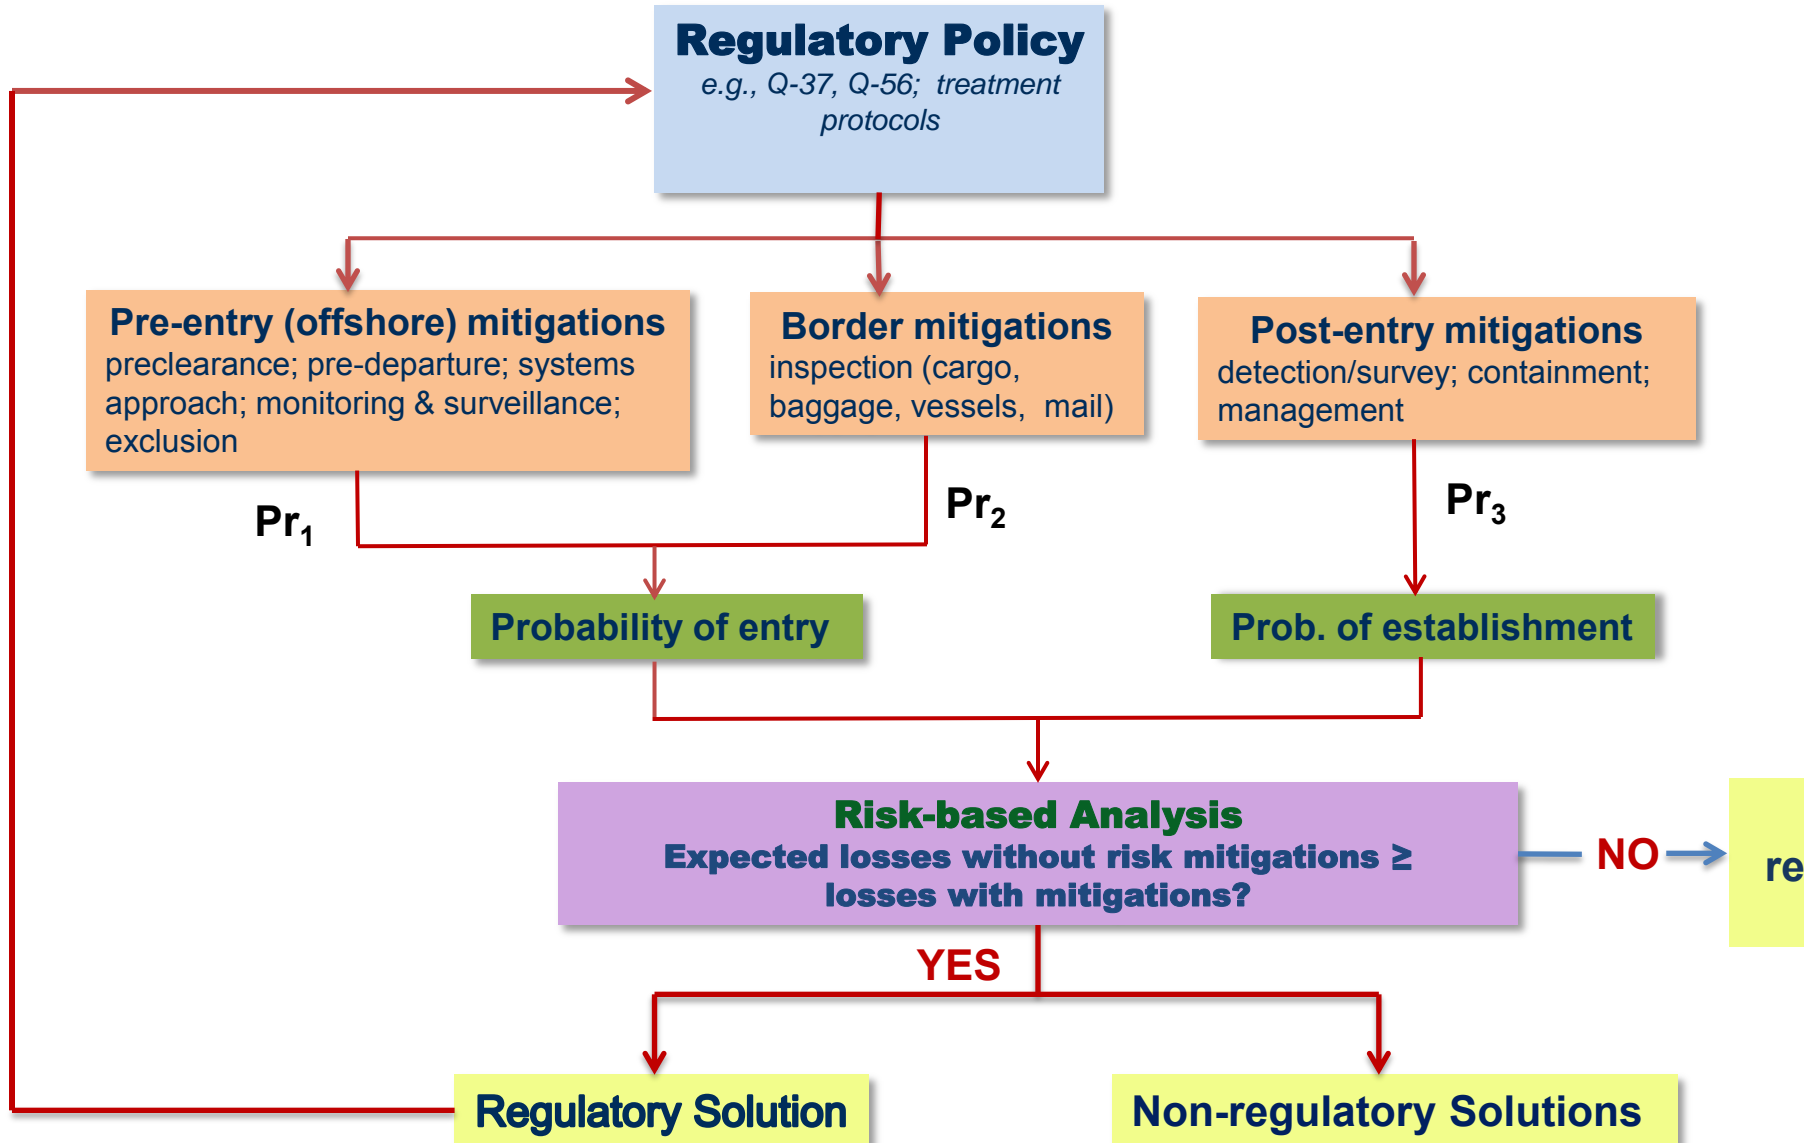 Regulatory Policy
e.g., Q-37, Q-56; treatment
protocols
Pre-entry (offshore) mitigations
preclearance; pre-departure; systems
approach; monitoring & surveillance;
exclusion
Border mitigations
inspection (cargo,
baggage, vessels, mail)
Post-entry mitigations
detection/survey; containment;
management
Pr₁
Pr₂
Pr₃
Probability of entry
Prob. of establishment
Risk-based Analysis
Expected losses without risk mitigations ≥
losses with mitigations?
NO
YES
Regulatory Solution
Non-regulatory Solutions